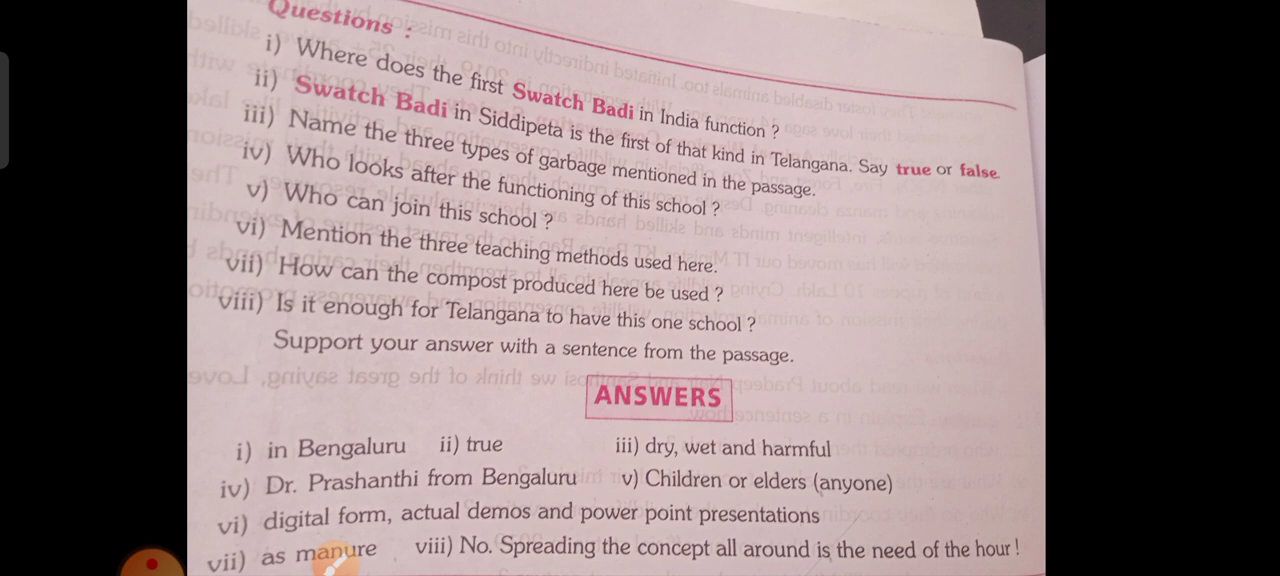 Questions :
i) Where does the first Swatch Badi in India function ?
ii) Swatch Badi in Siddipeta is the first of that kind in Telangana. Say true or false.
iii) Name the three types of garbage mentioned in the passage.
iv) Who looks after the functioning of this school ?
v) Who can join this school ?
vi) Mention the three teaching methods used here.
vii) How can the compost produced here be used ?
viii) Is it enough for Telangana to have this one school ?
Support your answer with a sentence from the passage.
ANSWERS
i) in Bengaluru ii) true iii) dry, wet and harmful
iv) Dr. Prashanthi from Bengaluru v) Children or elders (anyone)
vi) digital form, actual demos and power point presentations
vii) as manure viii) No. Spreading the concept all around is the need of the hour !